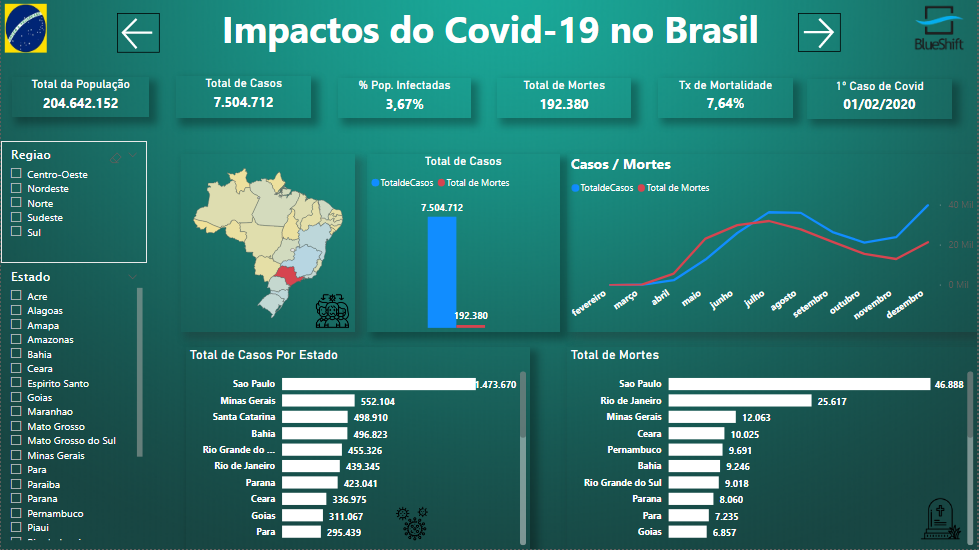 Impactos do Covid-19 no Brasil
BlueShift
Total da População
204.642.152
Total de Casos
7.504.712
% Pop. Infectadas
3,67%
Total de Mortes
192.380
Tx de Mortalidade
7,64%
1º Caso de Covid
01/02/2020
Regiao
Centro-Oeste
Nordeste
Norte
Sudeste
Sul
Estado
Acre
Alagoas
Amapa
Amazonas
Bahia
Ceara
Espirito Santo
Goias
Maranhao
Mato Grosso
Mato Grosso do Sul
Minas Gerais
Para
Paraiba
Parana
Pernambuco
Piaui
Total de Casos
TotaldeCasos Total de Mortes
7.504.712
192.380
Casos / Mortes
TotaldeCasos Total de Mortes
40 Mil
20 Mil
0 Mil
fevereiro março abril maio junho julho agosto setembro outubro novembro dezembro
Total de Casos Por Estado
Sao Paulo 1.473.670
Minas Gerais 552.104
Santa Catarina 498.910
Bahia 496.823
Rio Grande do ... 455.326
Rio de Janeiro 439.345
Parana 423.041
Ceara 336.975
Goias 311.067
Para 295.439
Total de Mortes
Sao Paulo 46.888
Rio de Janeiro 25.617
Minas Gerais 12.063
Ceara 10.025
Pernambuco 9.691
Bahia 9.246
Rio Grande do Sul 9.018
Parana 8.060
Para 7.235
Goias 6.857